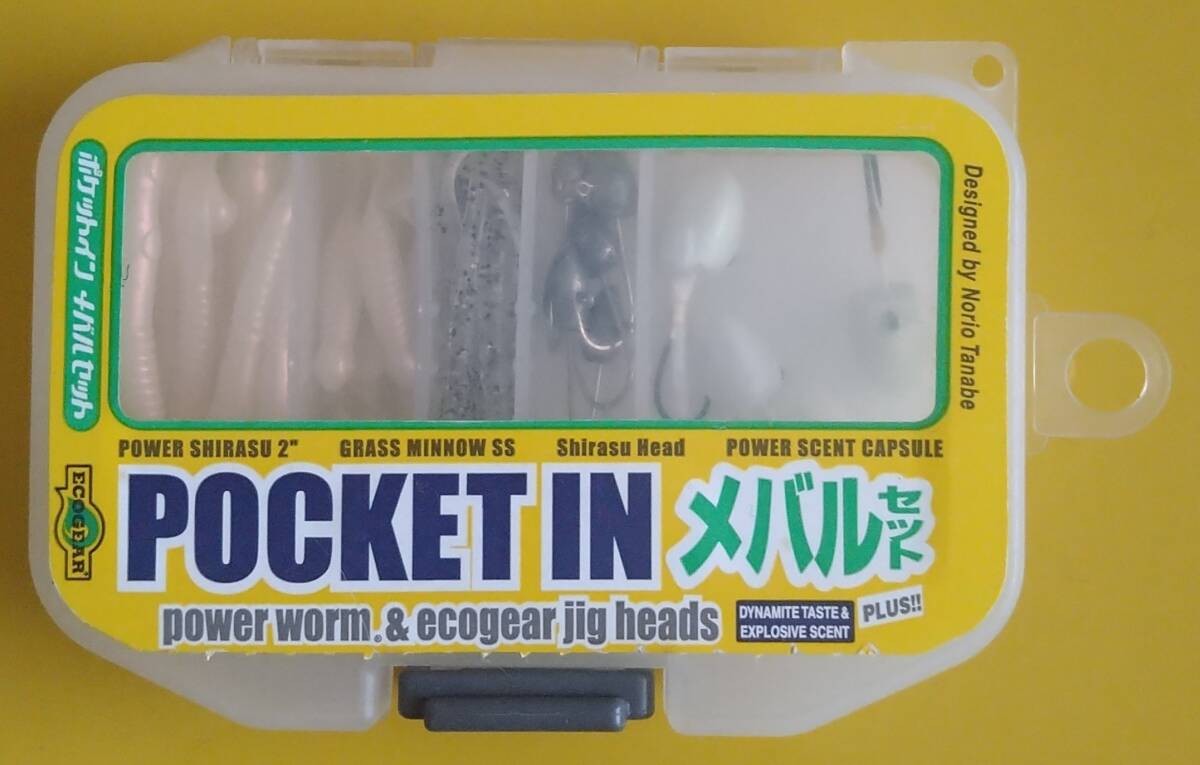 ポケットイン メバルセット
Designed by Norio Tanabe
POWER SHIRASU 2" GRASS MINNOW SS Shirasu Head POWER SCENT CAPSULE
ECOGEAR
POCKET IN メバルセット
power worm® & ecogear jig heads
DYNAMITE TASTE &
EXPLOSIVE SCENT
PLUS!!